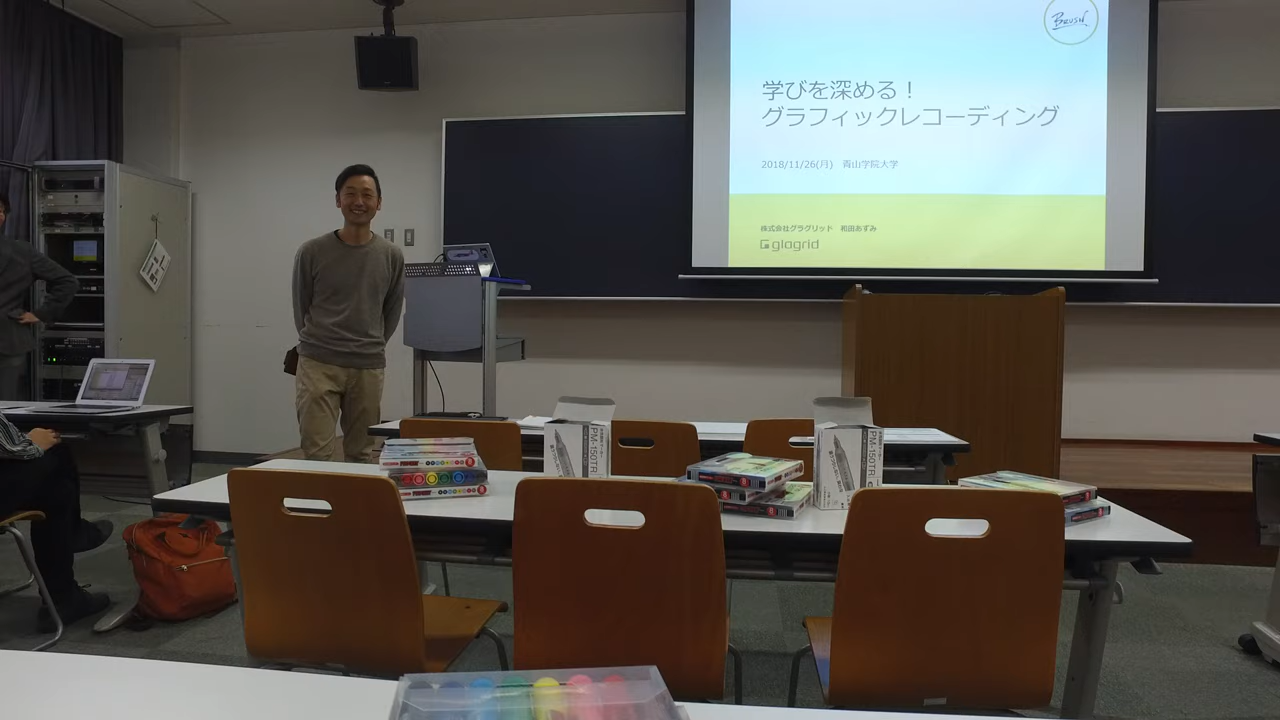 BRUSH
学びを深める！
グラフィックレコーディング
2018/11/26(月)　青山学院大学
株式会社グラグリッド　和田あずみ
glagrid
PM-150TR
PM-150TR